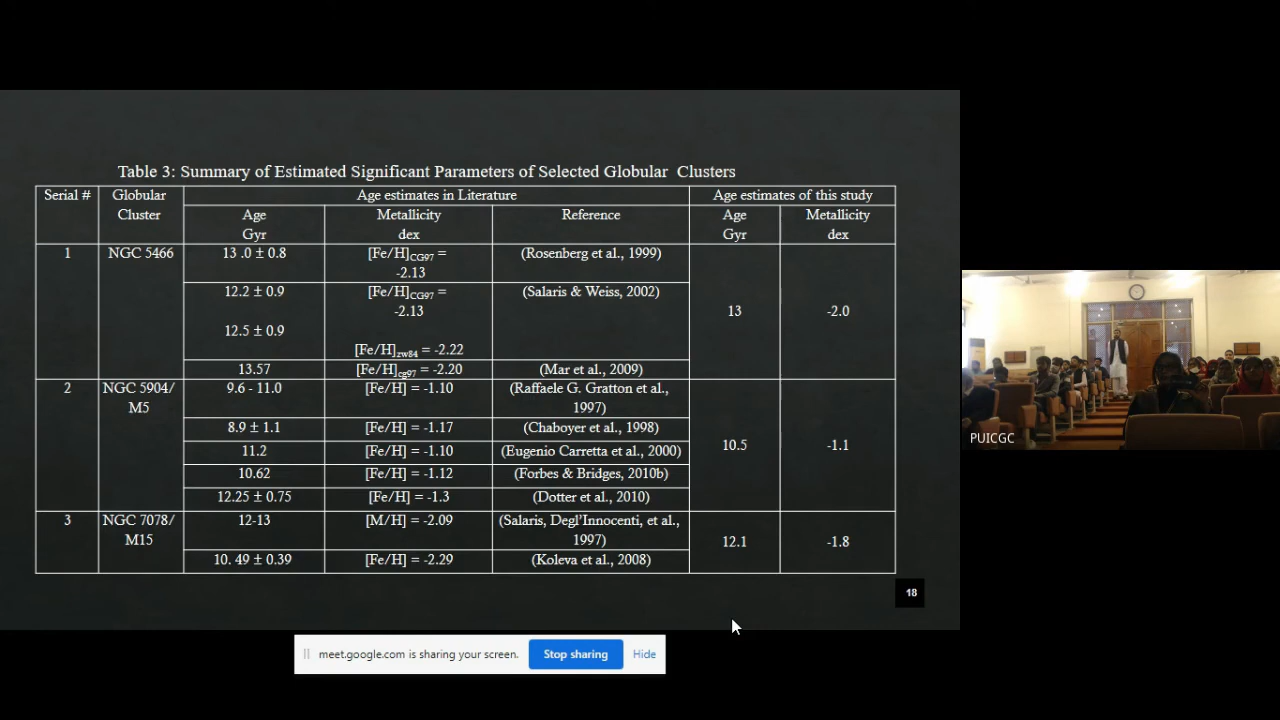 Table 3: Summary of Estimated Significant Parameters of Selected Globular Clusters
Serial #
Globular
Cluster
Age estimates in Literature
Age estimates of this study
Age
Gyr
Metallicity
dex
Reference
Age
Gyr
Metallicity
dex
1
NGC 5466
13 .0 ± 0.8
[Fe/H]CG97 =
-2.13
(Rosenberg et al., 1999)
12.2 ± 0.9
[Fe/H]CG97 =
-2.13
(Salaris & Weiss, 2002)
12.5 ± 0.9
[Fe/H]zw84 = -2.22
13.57
[Fe/H]cg97 = -2.20
(Mar et al., 2009)
13
-2.0
2
NGC 5904/
M5
9.6 - 11.0
[Fe/H] = -1.10
(Raffaele G. Gratton et al.,
1997)
8.9 ± 1.1
[Fe/H] = -1.17
(Chaboyer et al., 1998)
11.2
[Fe/H] = -1.10
(Eugenio Carretta et al., 2000)
10.62
[Fe/H] = -1.12
(Forbes & Bridges, 2010b)
12.25 ± 0.75
[Fe/H] = -1.3
(Dotter et al., 2010)
10.5
-1.1
3
NGC 7078/
M15
12-13
[M/H] = -2.09
(Salaris, Degl'Innocenti, et al.,
1997)
10. 49 ± 0.39
[Fe/H] = -2.29
(Koleva et al., 2008)
12.1
-1.8
18
PUICGC
meet.google.com is sharing your screen.
Stop sharing
Hide